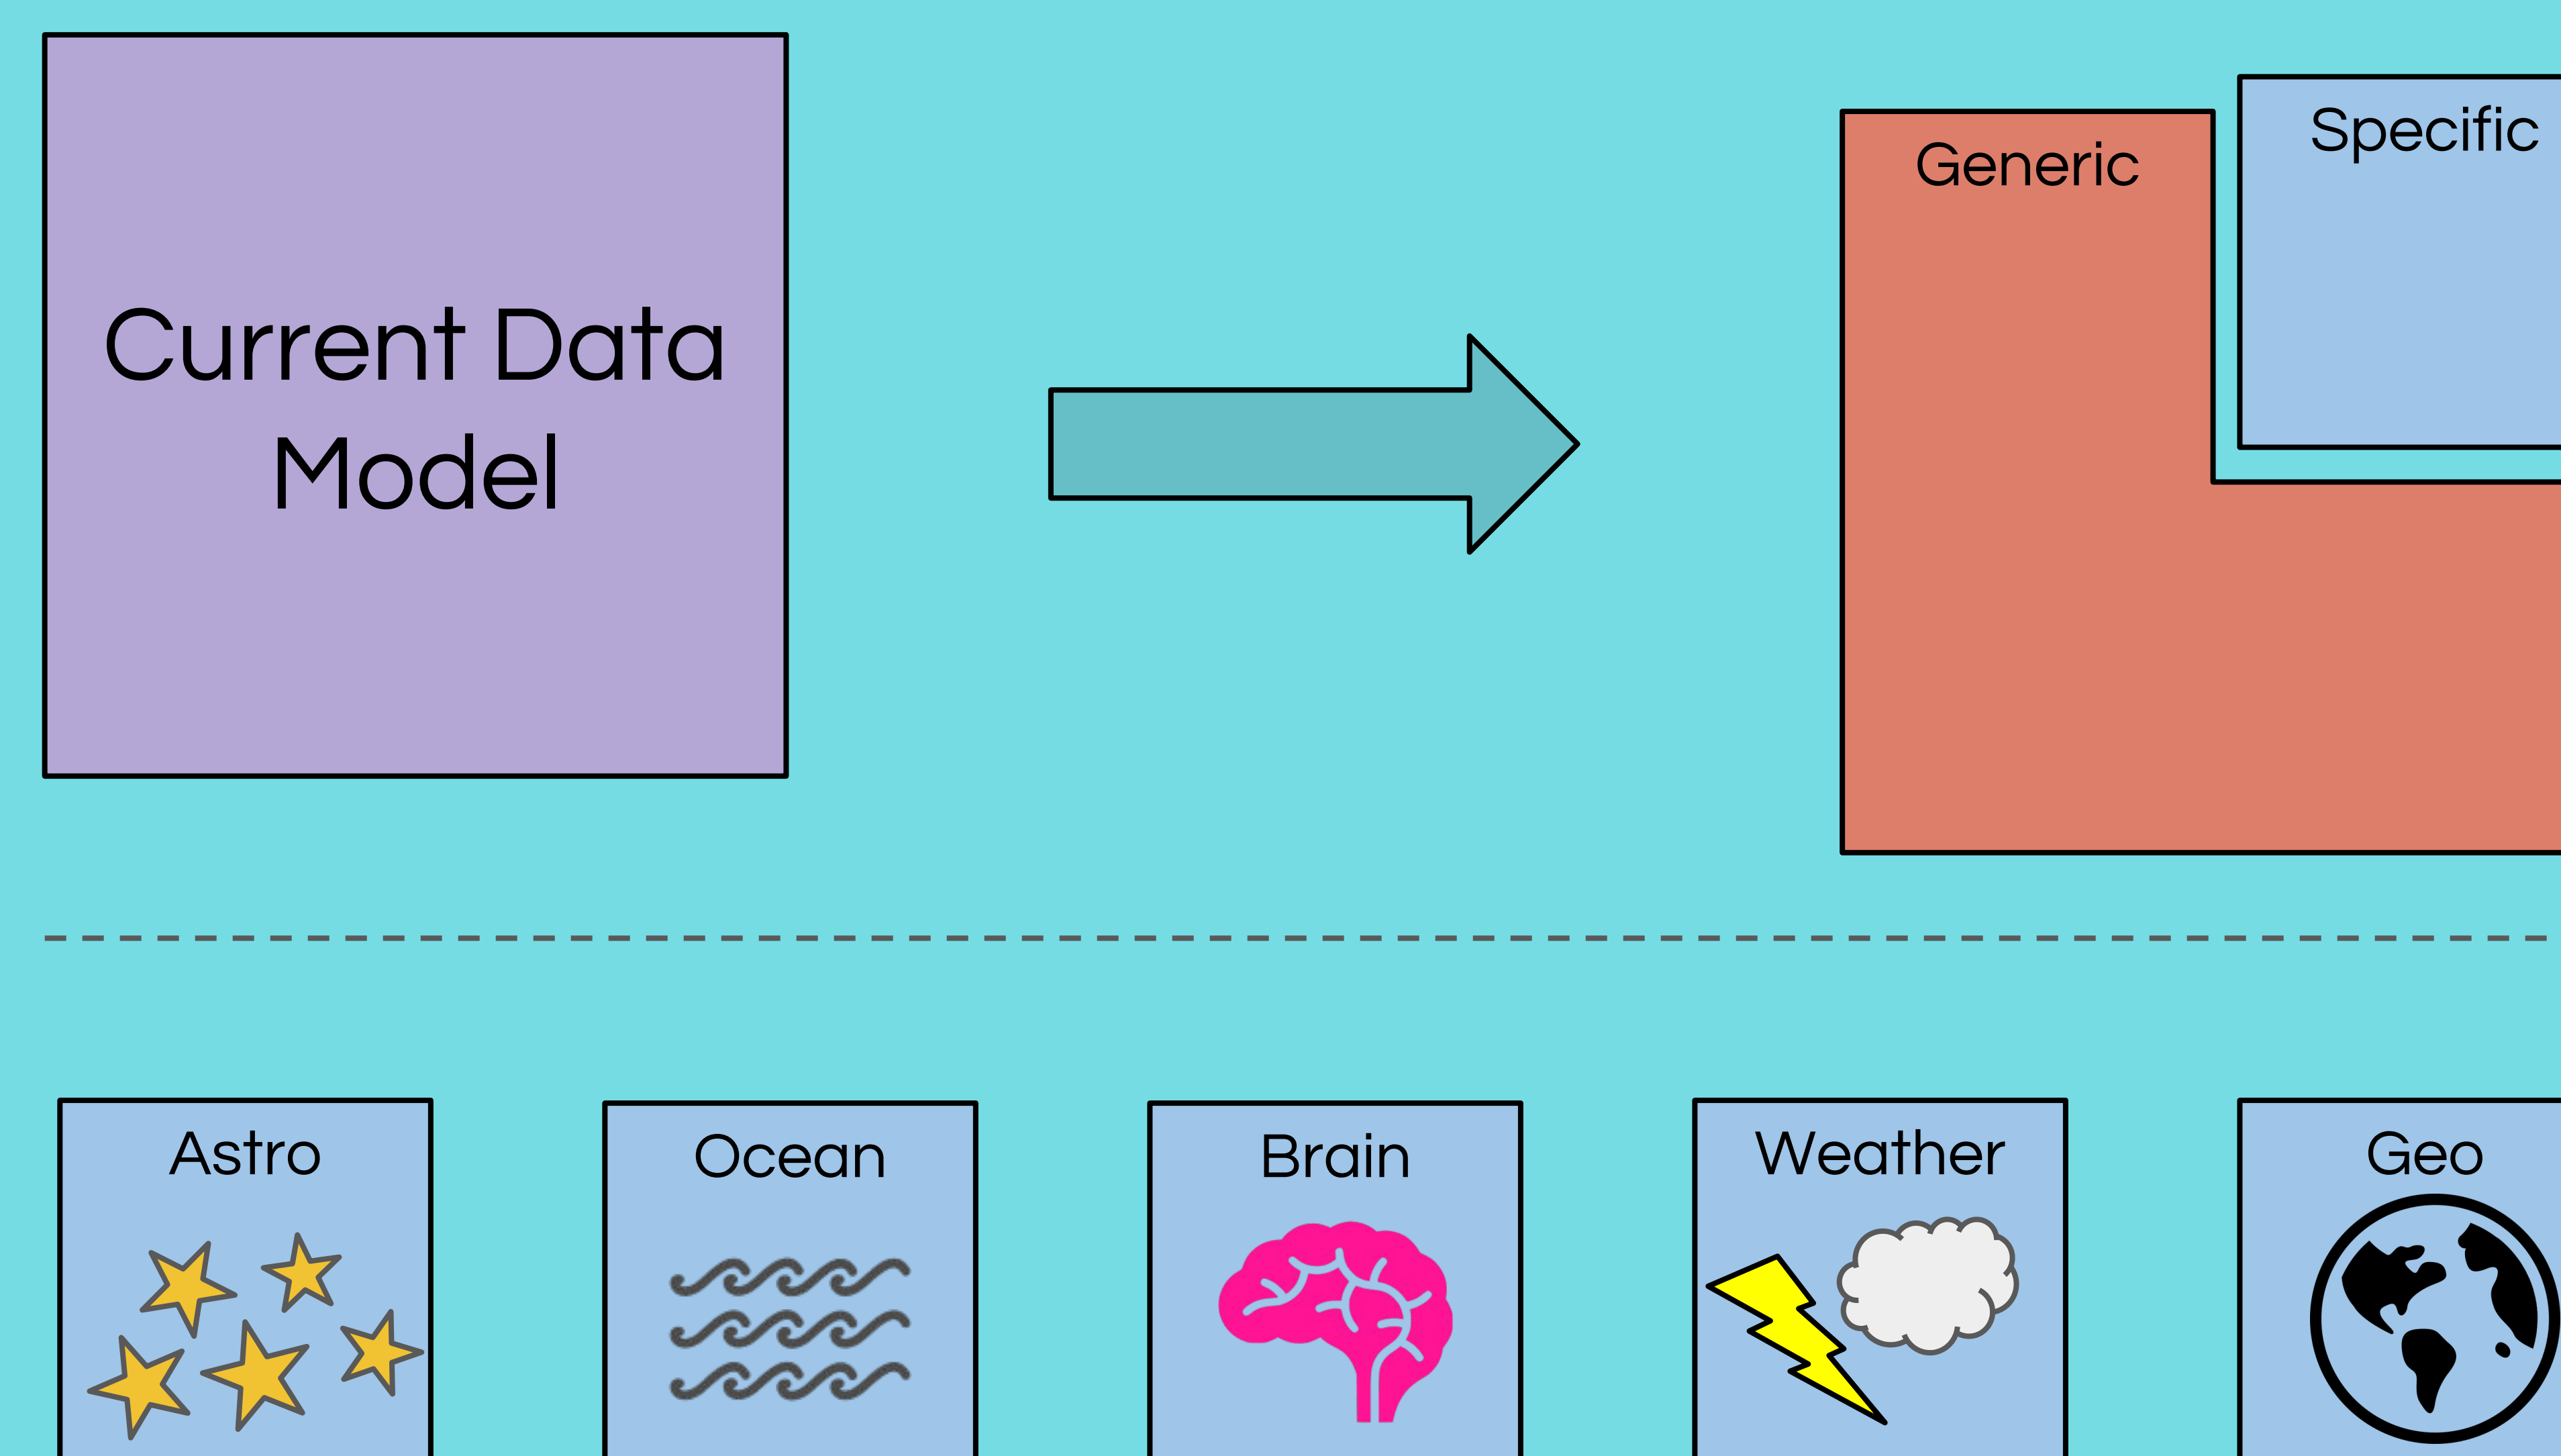 Current Data
Model
Generic
Specific
Astro
Ocean
Brain
Weather
Geo